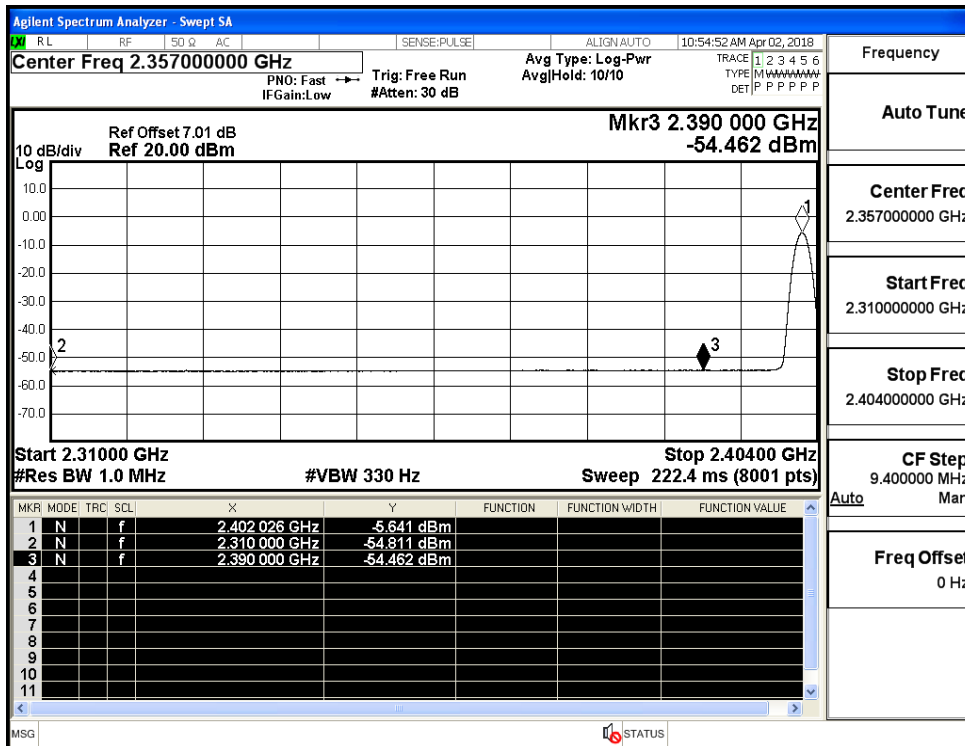 Agilent Spectrum Analyzer - Swept SA
LXI RL RF 50 Ω AC SENSE:PULSE ALIGNAUTO 10:54:52 AM Apr 02, 2018
Center Freq 2.357000000 GHz
PNO: Fast
IFGain:Low
Trig: Free Run
#Atten: 30 dB
Avg Type: Log-Pwr
Avg|Hold: 10/10
TRACE 1 2 3 4 5 6
TYPE M
DET P P P P P P
Ref Offset 7.01 dB
10 dB/div Ref 20.00 dBm
Log
Mkr3 2.390 000 GHz
-54.462 dBm
10.0
0.00
-10.0
-20.0
-30.0
-40.0
-50.0
-60.0
-70.0
1
2
3
Start 2.31000 GHz Stop 2.40400 GHz
#Res BW 1.0 MHz #VBW 330 Hz Sweep 222.4 ms (8001 pts)
MKR MODE TRC SCL X Y FUNCTION FUNCTION WIDTH FUNCTION VALUE
1 N f 2.402 026 GHz -5.641 dBm
2 N f 2.310 000 GHz -54.811 dBm
3 N f 2.390 000 GHz -54.462 dBm
4
5
6
7
8
9
10
11
MSG STATUS
Frequency
Auto Tune
Center Freq
2.357000000 GHz
Start Freq
2.310000000 GHz
Stop Freq
2.404000000 GHz
CF Step
9.400000 MHz
Auto Man
Freq Offset
0 Hz